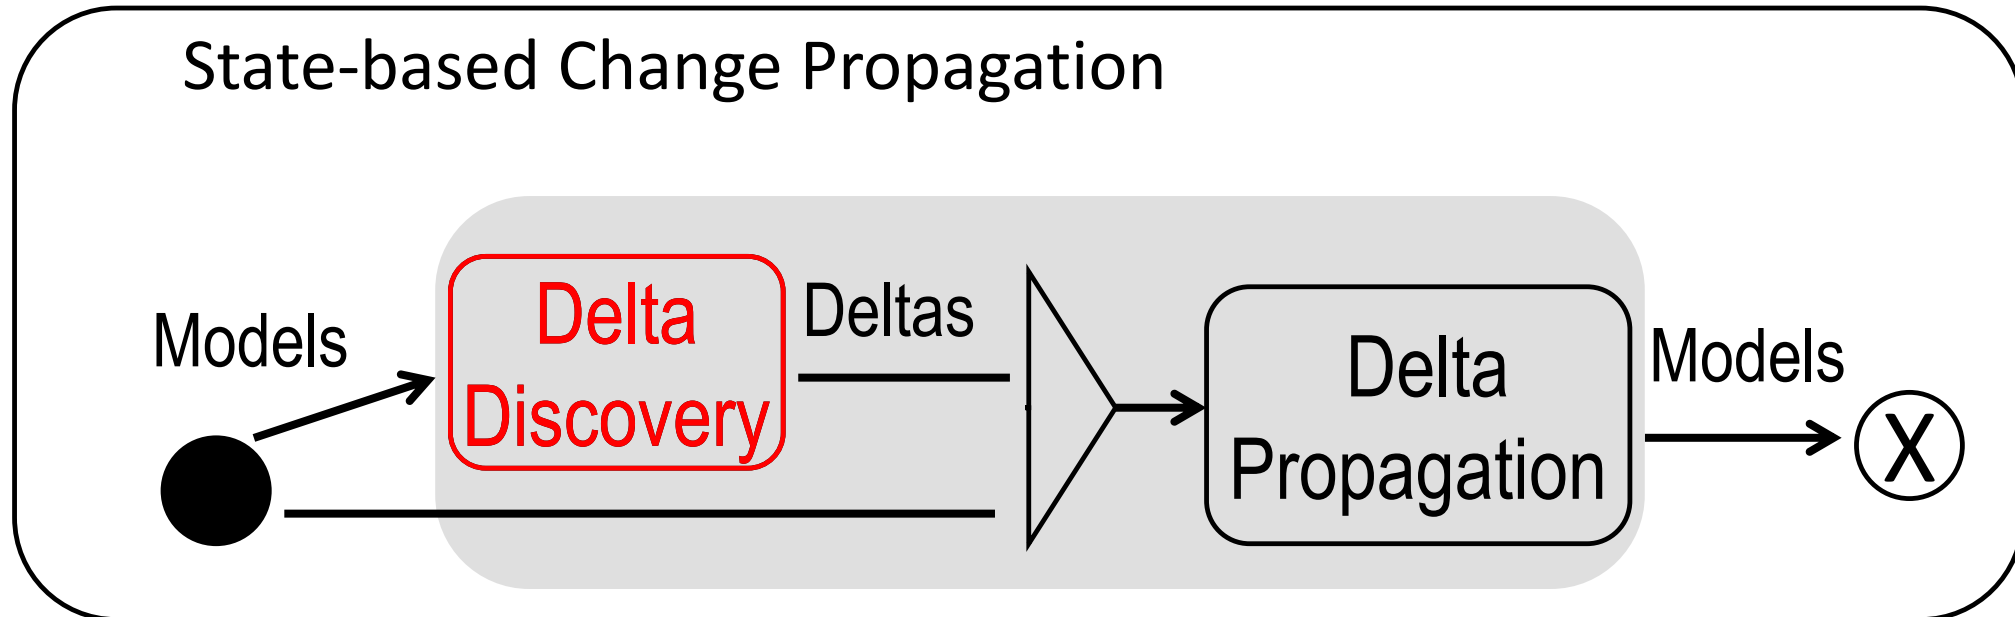 State-based Change Propagation
Models
Delta
Discovery
Deltas
Delta
Propagation
Models
X